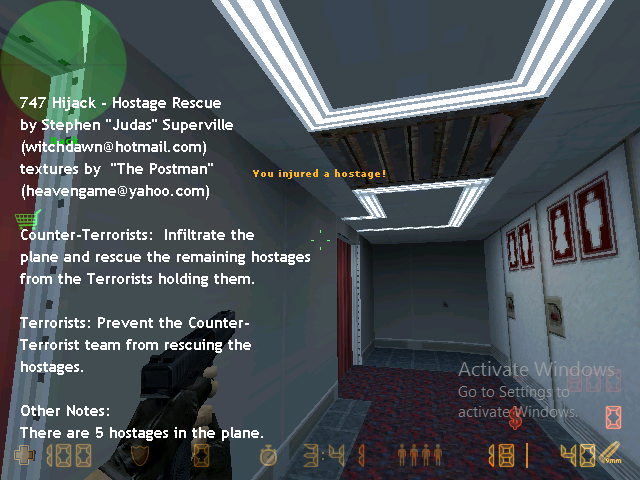 747 Hijack - Hostage Rescue
by Stephen "Judas" Superville
(witchdawn@hotmail.com)
textures by "The Postman"
(heavengame@yahoo.com)
You injured a hostage!
Counter-Terrorists: Infiltrate the
plane and rescue the remaining hostages
from the Terrorists holding them.
Terrorists: Prevent the Counter-
Terrorist team from rescuing the
hostages.
Other Notes:
There are 5 hostages in the plane.
Activate Windows
Go to Settings to
activate Windows.
100 0 3:41 18 | 40 9mm